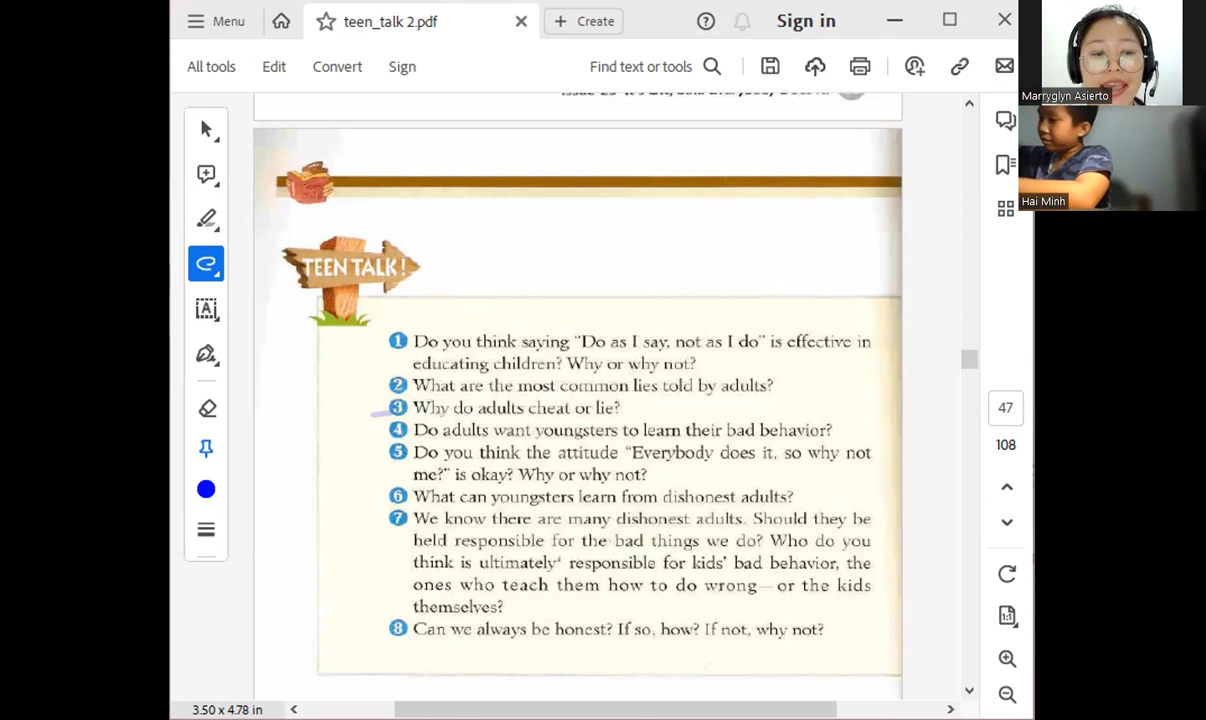 Menu
teen_talk 2.pdf
Create
Sign in
All tools
Edit
Convert
Sign
Find text or tools
Marryglyn Asierto
Hai Minh
TEEN TALK!
1 Do you think saying "Do as I say, not as I do" is effective in
educating children? Why or why not?
2 What are the most common lies told by adults?
3 Why do adults cheat or lie?
4 Do adults want youngsters to learn their bad behavior?
5 Do you think the attitude "Everybody does it, so why not
me?" is okay? Why or why not?
6 What can youngsters learn from dishonest adults?
7 We know there are many dishonest adults. Should they be
held responsible for the bad things we do? Who do you
think is ultimately⁴ responsible for kids' bad behavior, the
ones who teach them how to do wrong—or the kids
themselves?
8 Can we always be honest? If so, how? If not, why not?
47
108
3.50 x 4.78 in